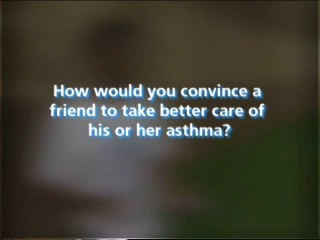 How would you convince a
friend to take better care of
his or her asthma?